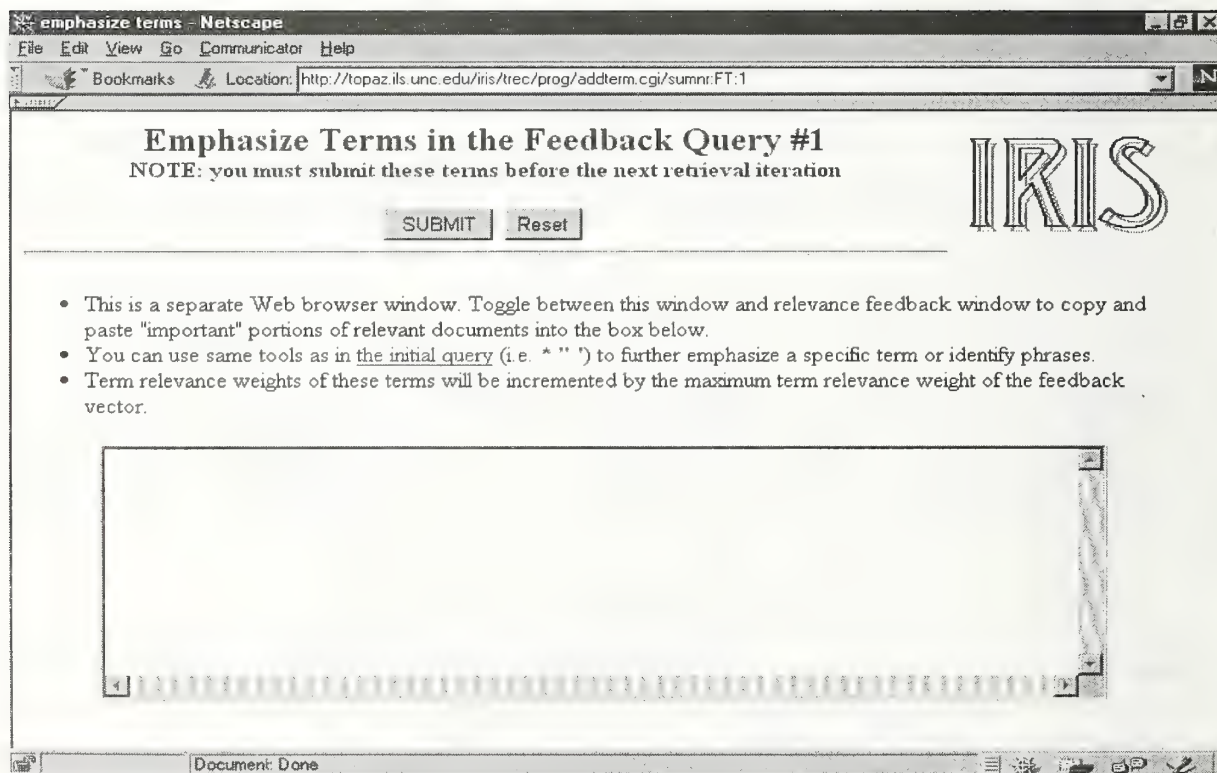 emphasize terms - Netscape
File Edit View Go Communicator Help
Bookmarks Location: http://topaz.ils.unc.edu/iris/trec/prog/addterm.cgi/sumnr:FT:1
N
Emphasize Terms in the Feedback Query #1
NOTE: you must submit these terms before the next retrieval iteration
IRIS
SUBMIT Reset
• This is a separate Web browser window. Toggle between this window and relevance feedback window to copy and
paste "important" portions of relevant documents into the box below.
• You can use same tools as in the initial query (i.e. * " ') to further emphasize a specific term or identify phrases.
• Term relevance weights of these terms will be incremented by the maximum term relevance weight of the feedback
vector.
Document: Done